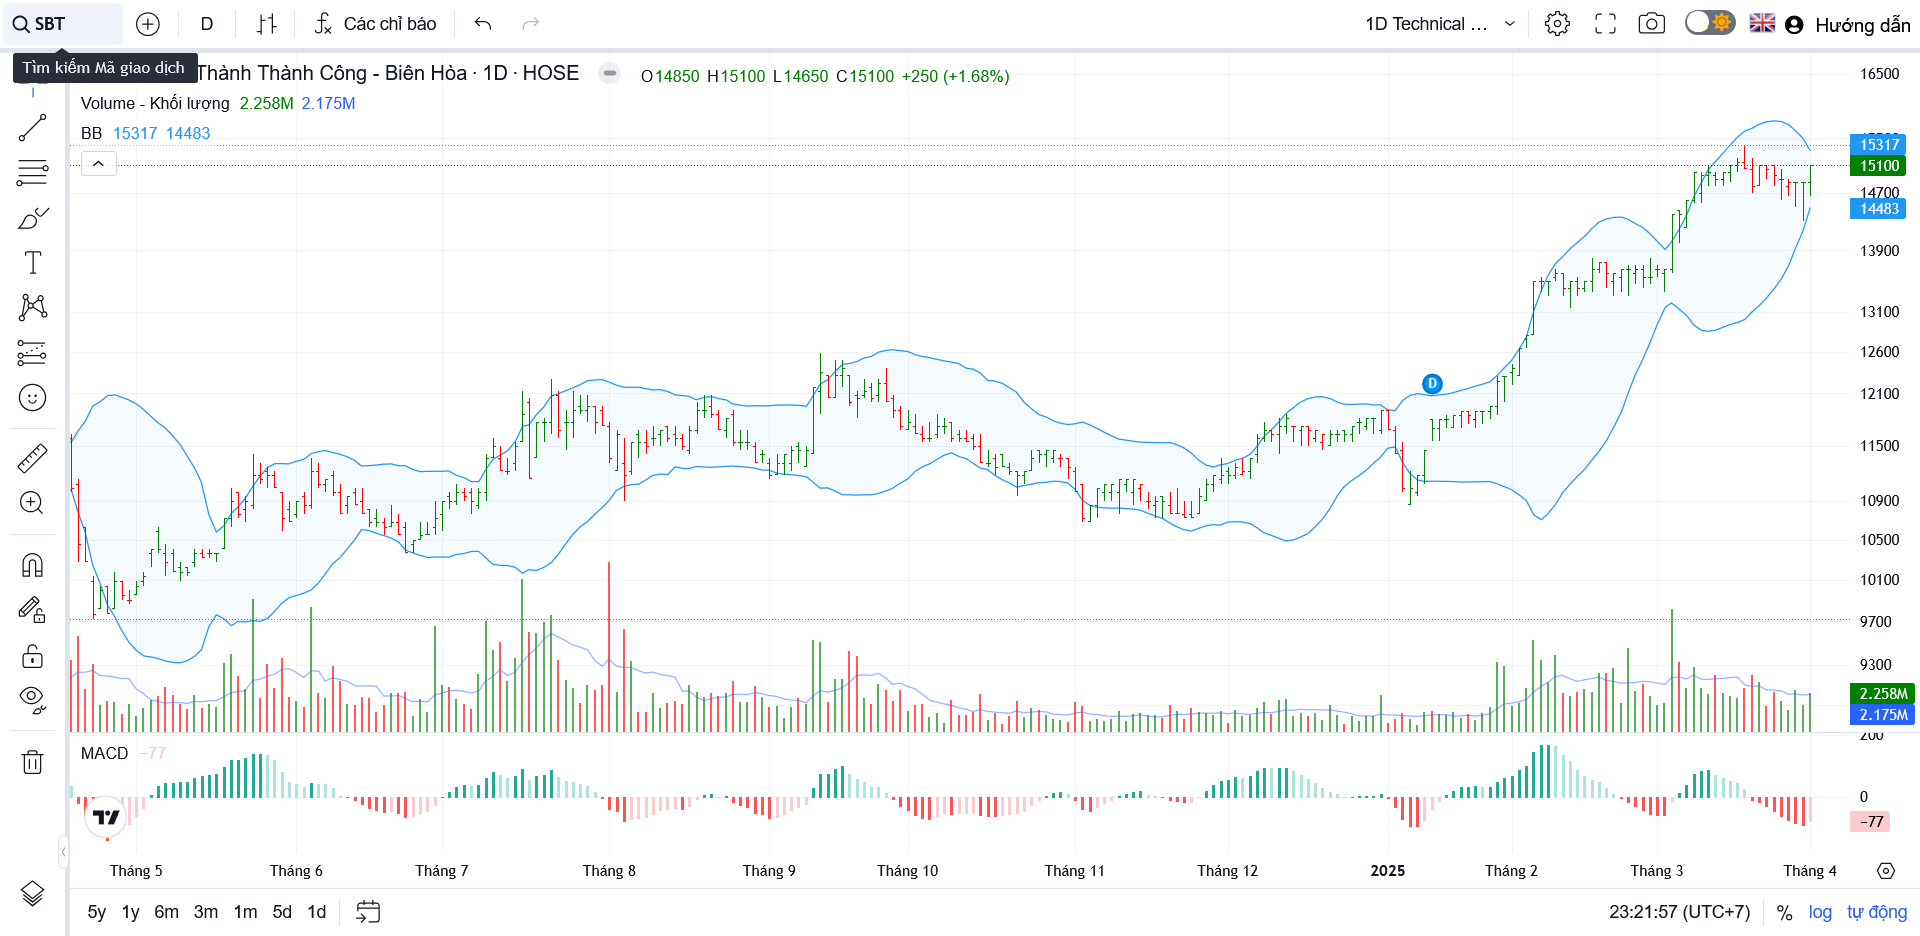 SBT
D
Các chỉ báo
1D Technical ...
Hướng dẫn
Tìm kiếm Mã giao dịch
Thành Thành Công - Biên Hòa · 1D · HOSE
O14850 H15100 L14650 C15100 +250 (+1.68%)
Volume - Khối lượng 2.258M 2.175M
BB 15317 14483
16500
15317
15100
14700
14483
13900
13100
12600
12100
D
11500
10900
10500
10100
9700
9300
2.258M
2.175M
200
MACD −77
0
−77
Tháng 5
Tháng 6
Tháng 7
Tháng 8
Tháng 9
Tháng 10
Tháng 11
Tháng 12
2025
Tháng 2
Tháng 3
Tháng 4
5y 1y 6m 3m 1m 5d 1d
23:21:57 (UTC+7)
% log tự động